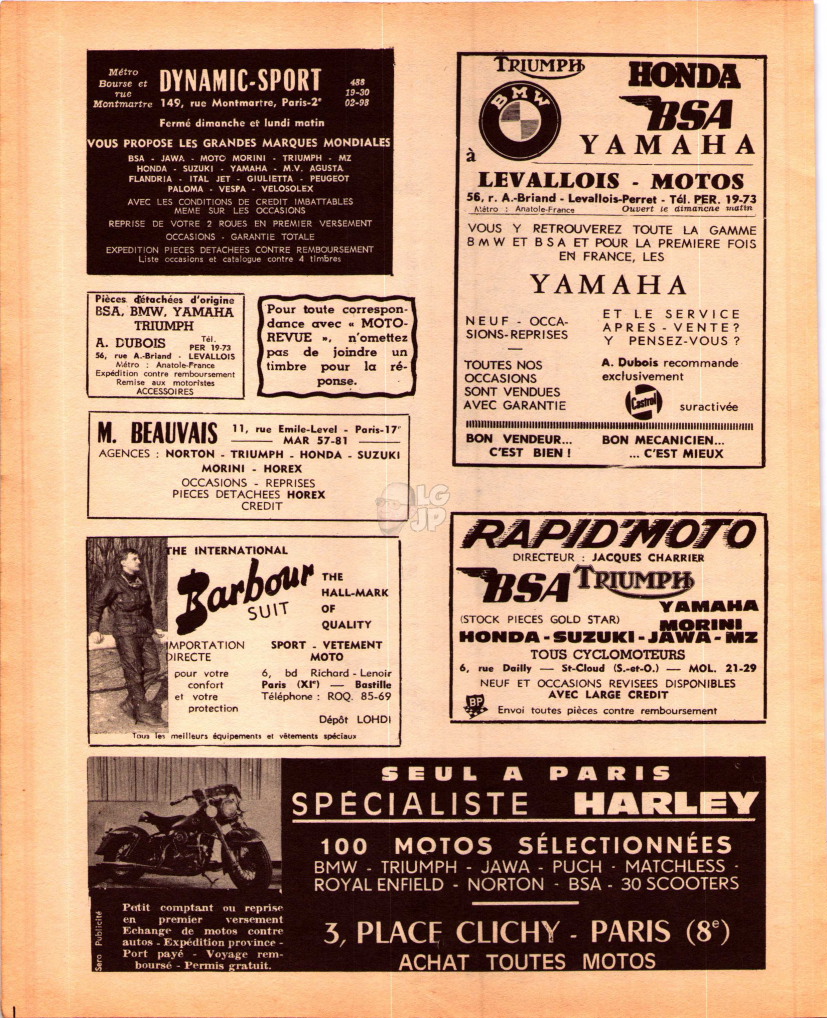 Métro
Bourse et
rue
Montmartre
DYNAMIC-SPORT
149, rue Montmartre, Paris-2e
488
19-30
02-98
Fermé dimanche et lundi matin
VOUS PROPOSE LES GRANDES MARQUES MONDIALES
BSA - JAWA - MOTO MORINI - TRIUMPH - MZ
HONDA - SUZUKI - YAMAHA - M.V. AGUSTA
FLANDRIA - ITAL JET - GIULIETTA - PEUGEOT
PALOMA - VESPA - VELOSOLEX
AVEC LES CONDITIONS DE CREDIT IMBATTABLES
MEME SUR LES OCCASIONS
REPRISE DE VOTRE 2 ROUES EN PREMIER VERSEMENT
OCCASIONS - GARANTIE TOTALE
EXPEDITION PIECES DETACHEES CONTRE REMBOURSEMENT
Liste occasions et catalogue contre 4 timbres
Pièces détachées d'origine
BSA, BMW, YAMAHA
TRIUMPH
A. DUBOIS Tél.
PER 19-73
56, rue A.-Briand - LEVALLOIS
Métro : Anatole-France
Expédition contre remboursement
Remise aux motoristes
ACCESSOIRES
Pour toute correspon-
dance avec « MOTO-
REVUE », n'omettez
pas de joindre un
timbre pour la ré-
ponse.
M. BEAUVAIS
11, rue Emile-Level - Paris-17e
MAR 57-81
AGENCES : NORTON - TRIUMPH - HONDA - SUZUKI
MORINI - HOREX
OCCASIONS - REPRISES
PIECES DETACHEES HOREX
CREDIT
THE INTERNATIONAL
Barbour
SUIT
THE
HALL-MARK
OF
QUALITY
IMPORTATION
DIRECTE
pour votre
confort
et votre
protection
SPORT - VETEMENT
MOTO
6, bd Richard-Lenoir
Paris (XIe) — Bastille
Téléphone : ROQ. 85-69
Dépôt LOHDI
Tous les meilleurs équipements et vêtements spéciaux
TRIUMPH
HONDA
BMW
BSA
YAMAHA
à
LEVALLOIS - MOTOS
56, r. A.-Briand - Levallois-Perret - Tél. PER. 19-73
Métro : Anatole-France Ouvert le dimanche matin
VOUS Y RETROUVEREZ TOUTE LA GAMME
BMW ET BSA ET POUR LA PREMIERE FOIS
EN FRANCE, LES
YAMAHA
NEUF - OCCA-
SIONS-REPRISES
TOUTES NOS
OCCASIONS
SONT VENDUES
AVEC GARANTIE
ET LE SERVICE
APRES-VENTE?
Y PENSEZ-VOUS ?
A. Dubois recommande
exclusivement
Castrol suractivée
BON VENDEUR...
C'EST BIEN !
BON MECANICIEN...
... C'EST MIEUX
LG
JP
RAPID'MOTO
DIRECTEUR : JACQUES CHARRIER
BSA TRIUMPH
YAMAHA
(STOCK PIECES GOLD STAR) MORINI
HONDA-SUZUKI-JAWA-MZ
TOUS CYCLOMOTEURS
6, rue Dailly — St-Cloud (S.-et-O.) — MOL. 21-29
NEUF ET OCCASIONS REVISEES DISPONIBLES
AVEC LARGE CREDIT
BP Envoi toutes pièces contre remboursement
SEUL A PARIS
SPÉCIALISTE HARLEY
100 MOTOS SÉLECTIONNÉES
BMW - TRIUMPH - JAWA - PUCH - MATCHLESS -
ROYAL ENFIELD - NORTON - BSA - 30 SCOOTERS
3, PLACE CLICHY - PARIS (8e)
ACHAT TOUTES MOTOS
Petit comptant ou reprise
en premier versement
Echange de motos contre
autos - Expédition province -
Port payé - Voyage rem-
boursé - Permis gratuit.
Sero Publicité